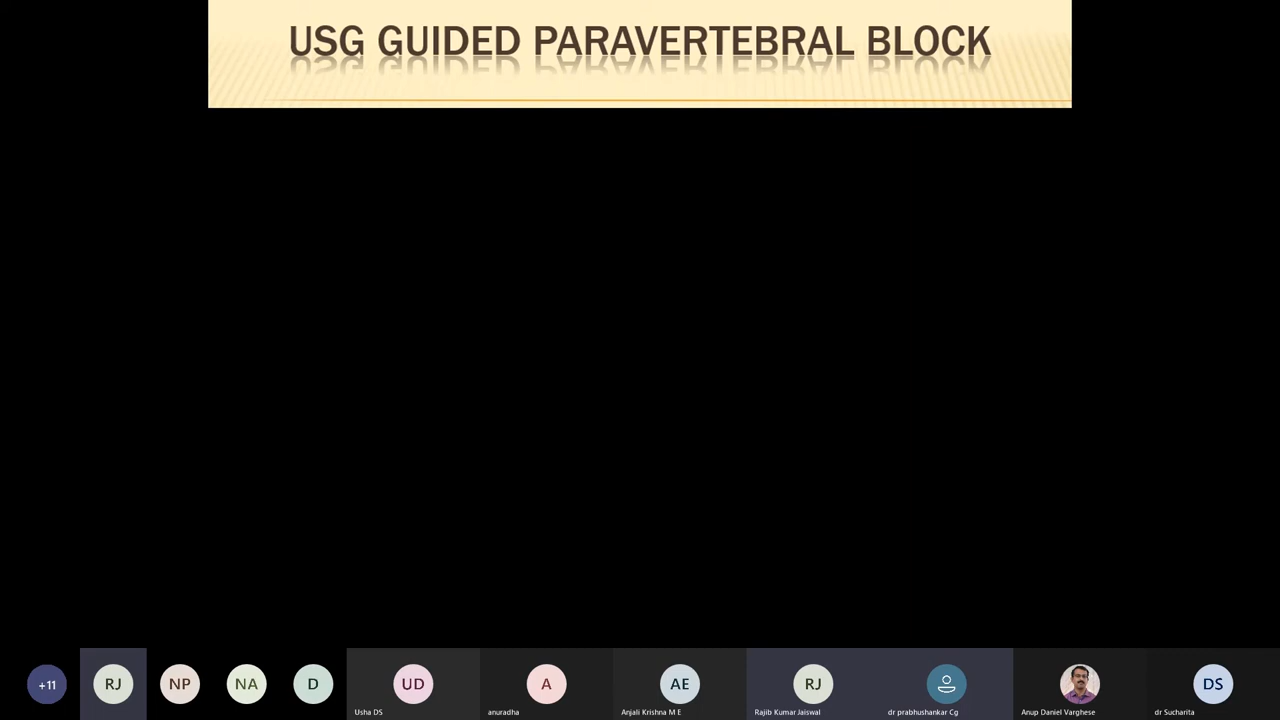 USG GUIDED PARAVERTEBRAL BLOCK
+11
RJ
NP
NA
D
UD
A
AE
RJ
DS
Usha DS
anuradha
Anjali Krishna M E
Rajib Kumar Jaiswal
dr prabhushankar Cg
Anup Daniel Varghese
dr Sucharita